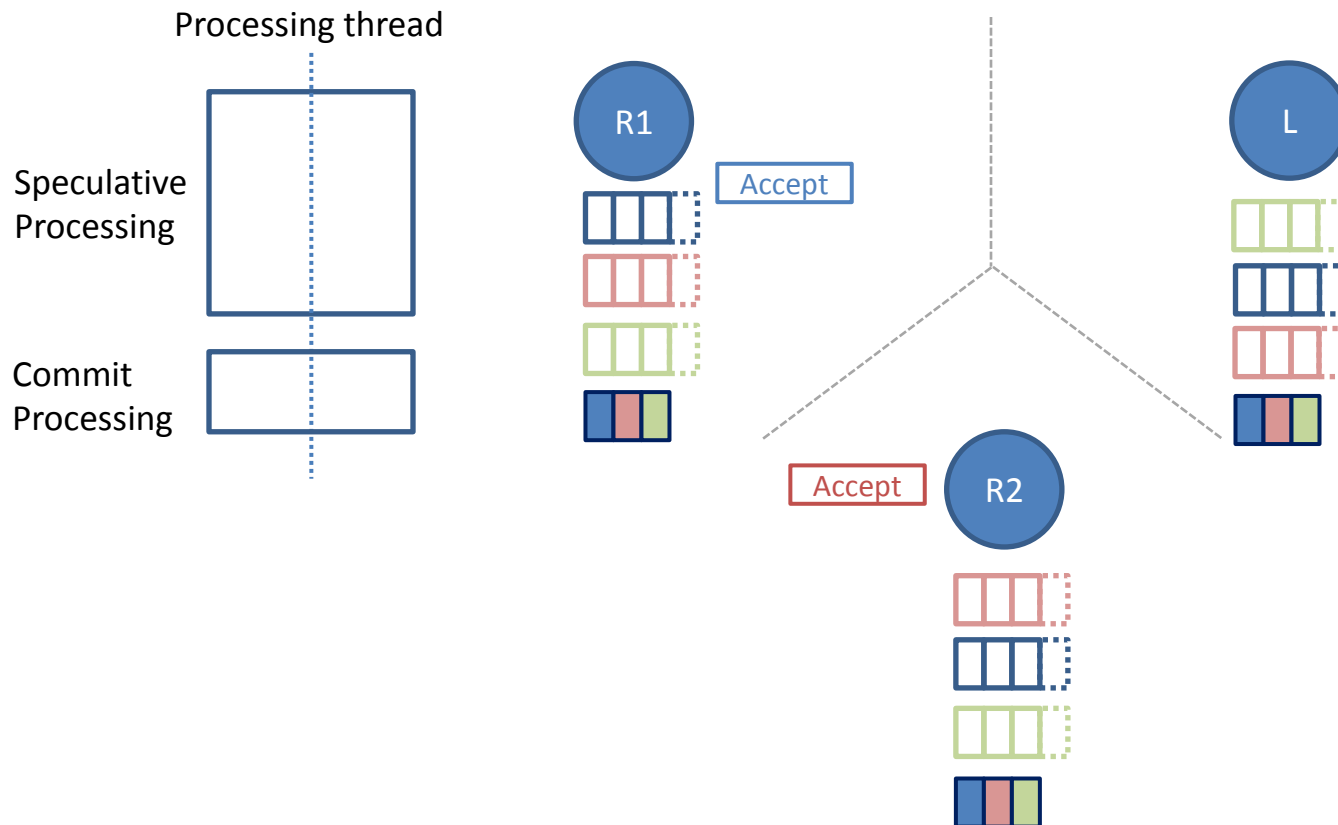 Processing thread
R1
L
Accept
Speculative
Processing
Commit
Processing
Accept
R2